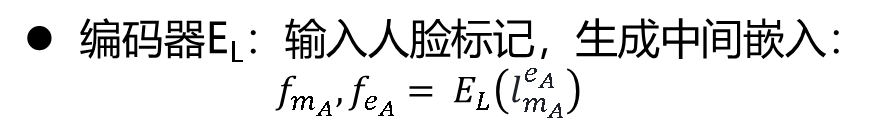 ● 编码器E_L：输入人脸标记，生成中间嵌入：
f_{m_A}, f_{e_A} = E_L(l_{m_A}^{e_A})